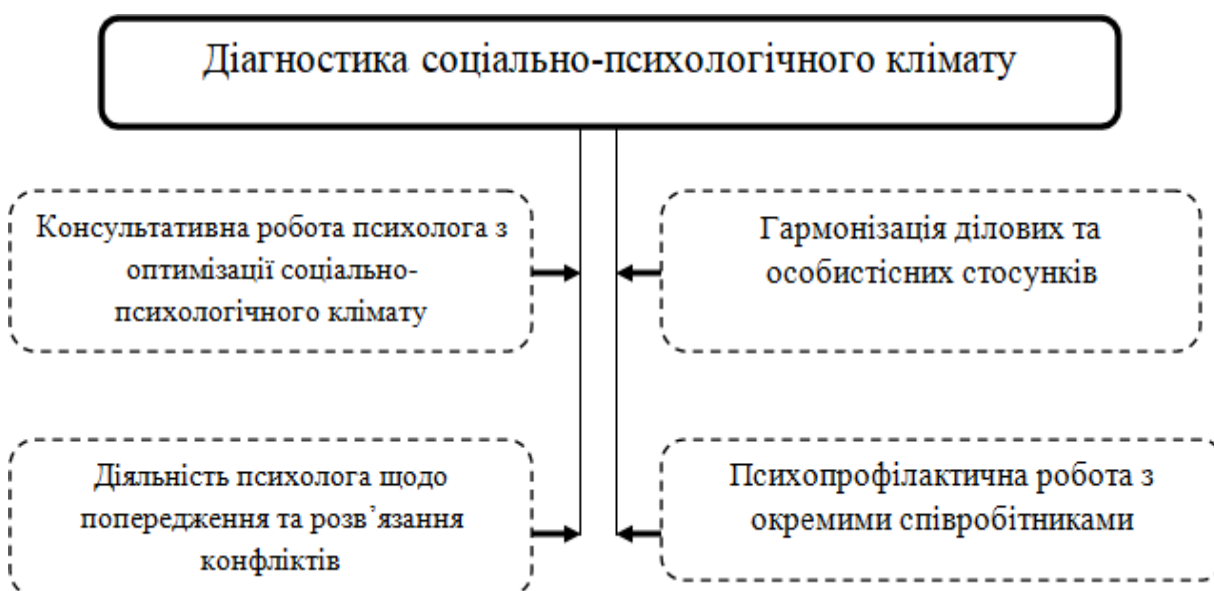 Діагностика соціально-психологічного клімату
Консультативна робота психолога з
оптимізації соціально-
психологічного клімату
Гармонізація ділових та
особистісних стосунків
Діяльність психолога щодо
попередження та розв’язання
конфліктів
Психопрофілактична робота з
окремими співробітниками